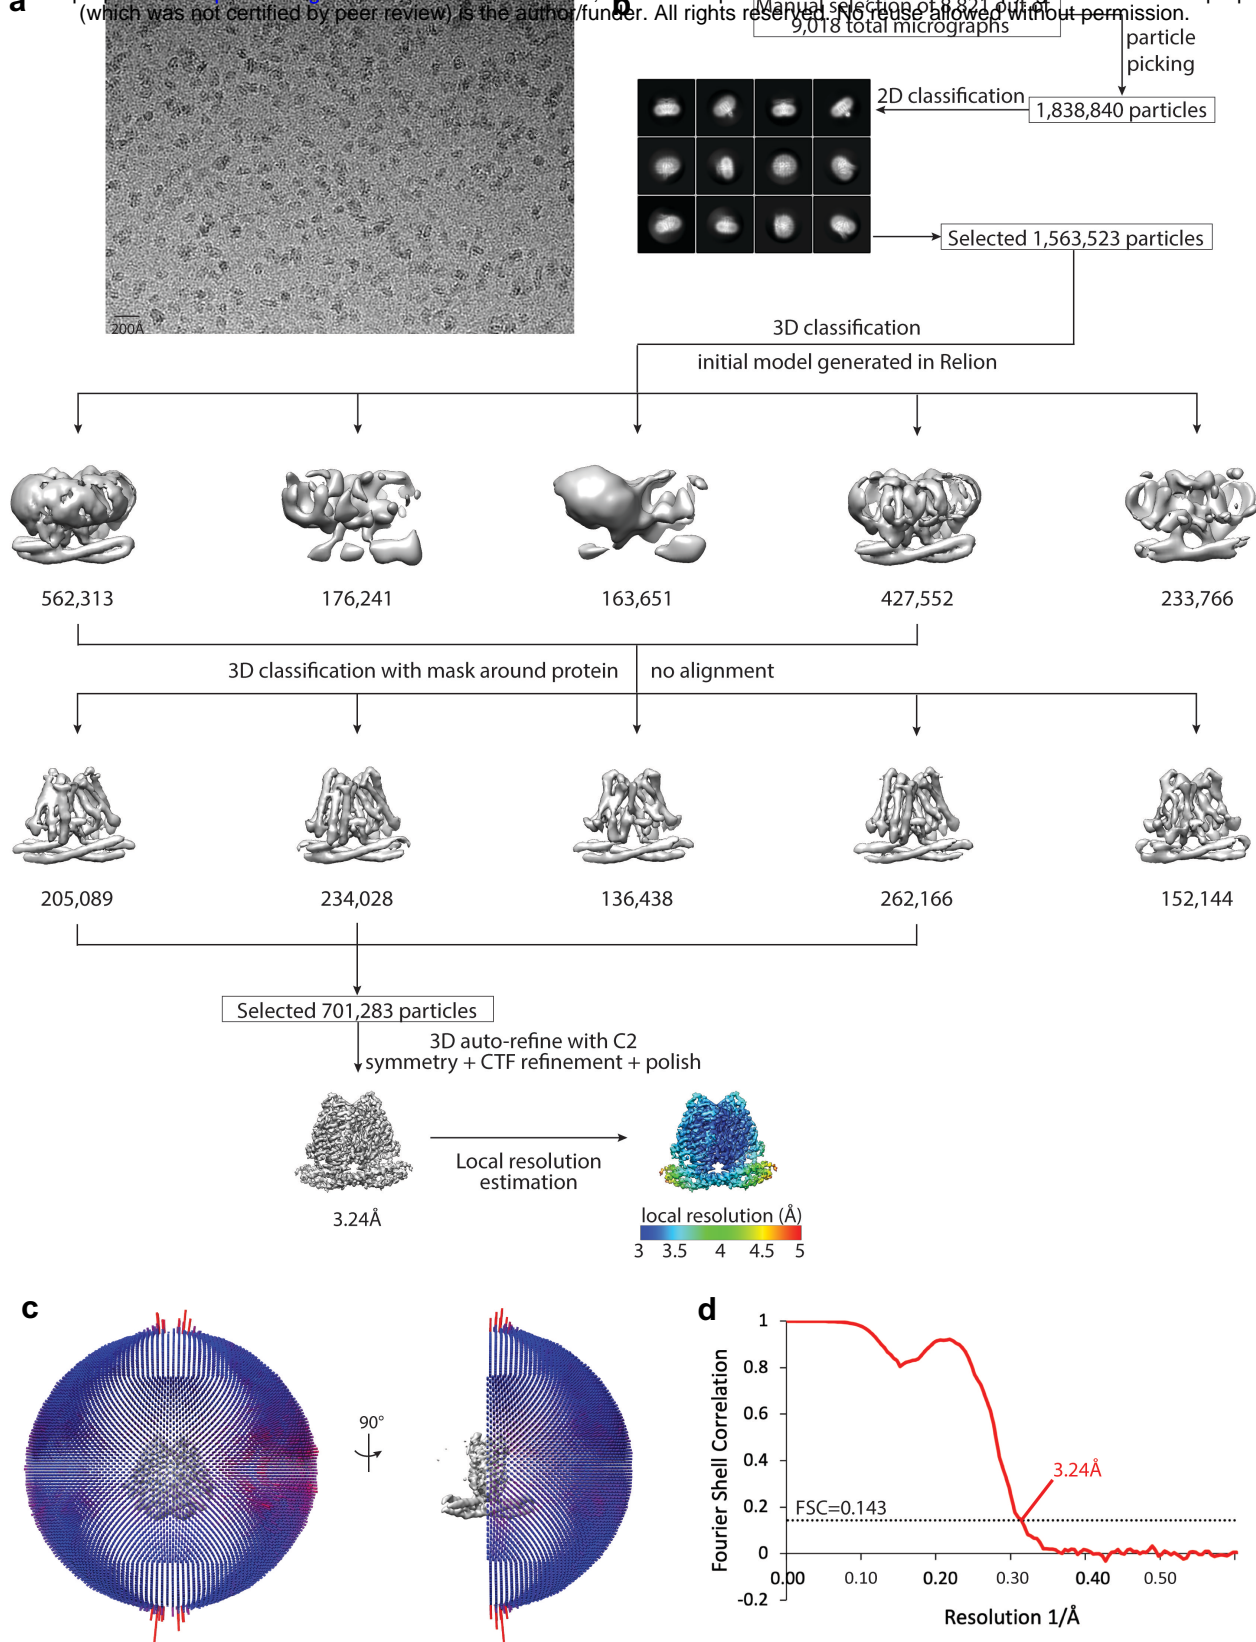 a
(which was not certified by peer review) is the author/funder. All rights reserved. No reuse allowed without permission.
b
Manual selection of 8,821 out of
9,018 total micrographs
particle
picking
2D classification
1,838,840 particles
Selected 1,563,523 particles
200Å
3D classification
initial model generated in Relion
562,313
176,241
163,651
427,552
233,766
3D classification with mask around protein
no alignment
205,089
234,028
136,438
262,166
152,144
Selected 701,283 particles
3D auto-refine with C2
symmetry + CTF refinement + polish
Local resolution
estimation
3.24Å
local resolution (Å)
3 3.5 4 4.5 5
c
90°
d
Fourier Shell Correlation
1
0.8
0.6
0.4
0.2
0
-0.2
3.24Å
FSC=0.143
0.00 0.10 0.20 0.30 0.40 0.50
Resolution 1/Å